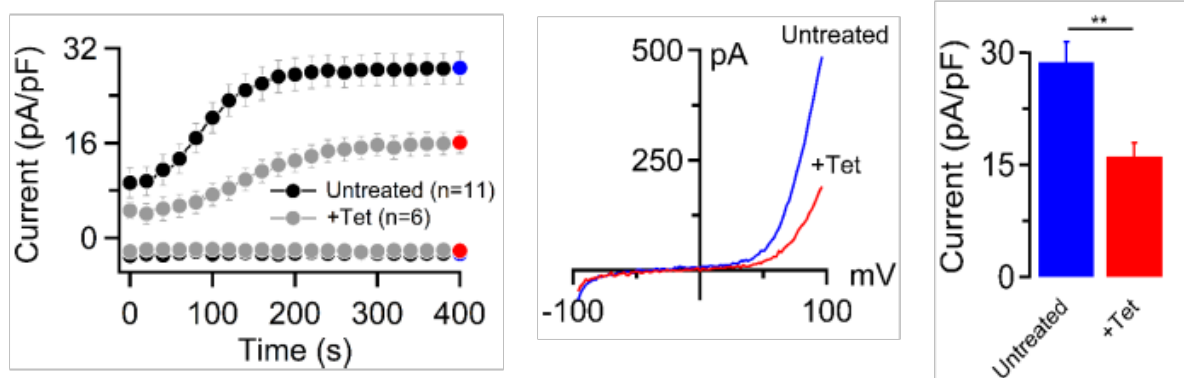 Current (pA/pF)
32
16
0
Untreated (n=11)
+Tet (n=6)
0
100
200
300
400
Time (s)
500
pA
Untreated
250
+Tet
mV
-100
100
**
Current (pA/pF)
30
15
0
Untreated
+Tet